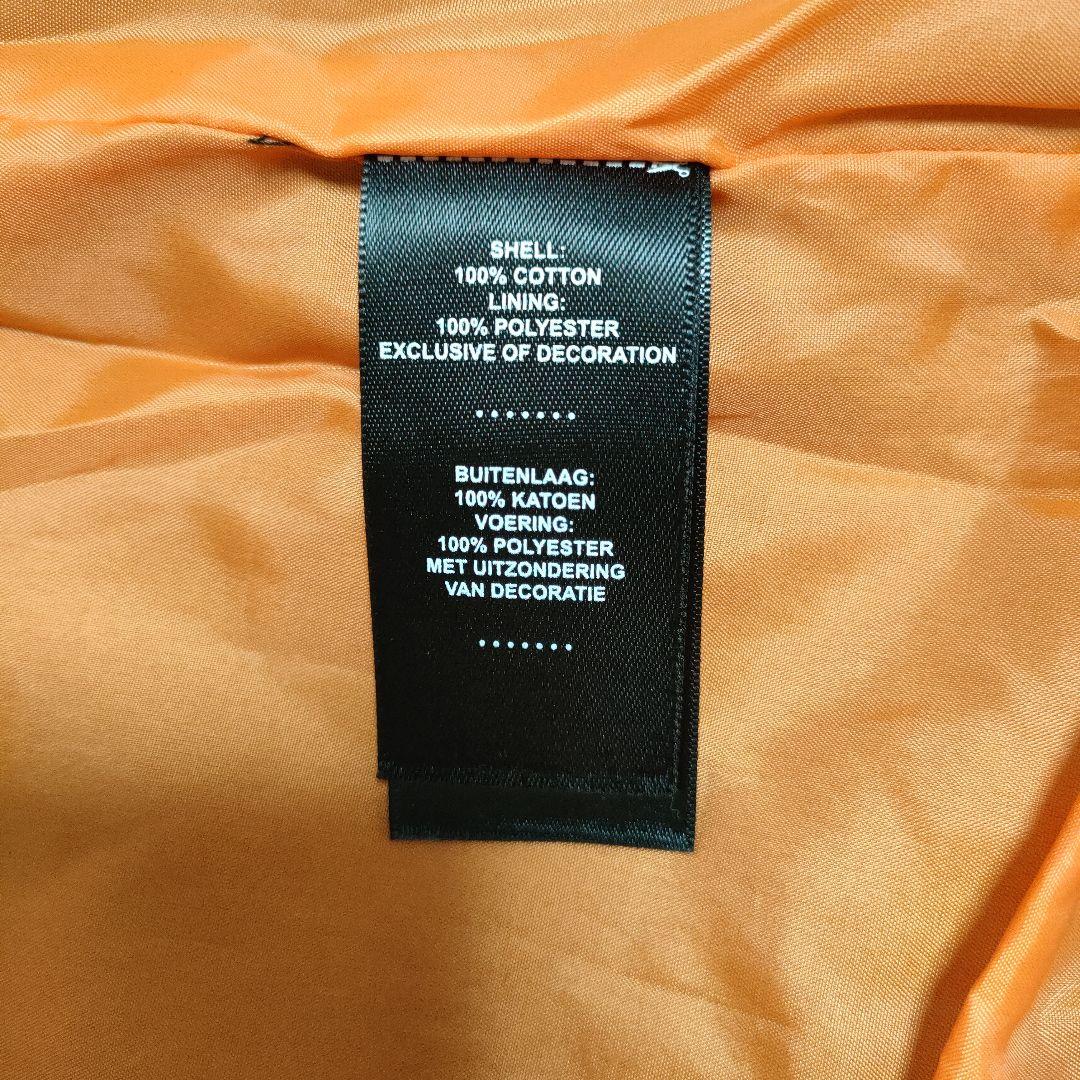 SHELL:
100% COTTON
LINING:
100% POLYESTER
EXCLUSIVE OF DECORATION
.......
BUITENLAAG:
100% KATOEN
VOERING:
100% POLYESTER
MET UITZONDERING
VAN DECORATIE
.......